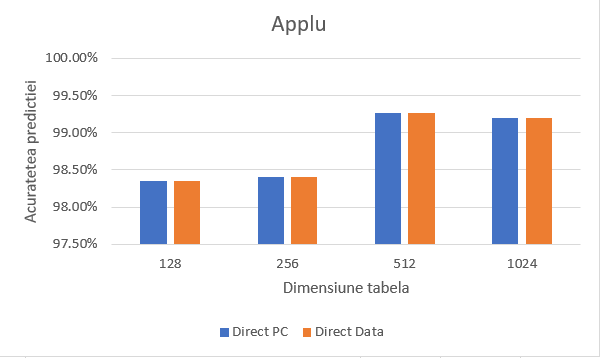 Applu
100.00%
99.50%
99.00%
98.50%
98.00%
97.50%
Acuratetea predictiei
128 256 512 1024
Dimensiune tabela
Direct PC Direct Data